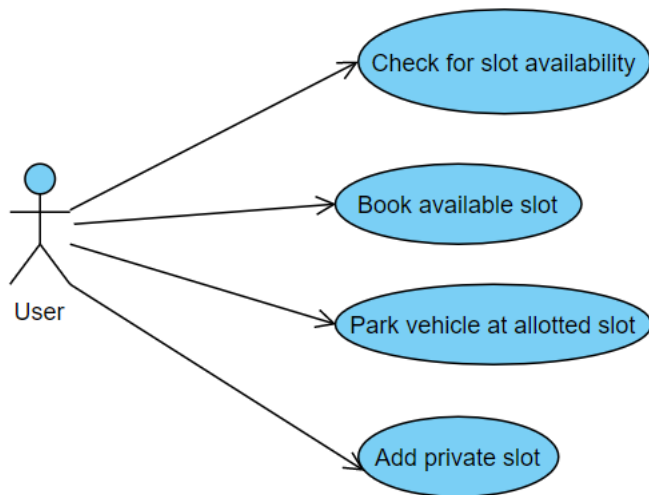 Check for slot availability
Book available slot
User
Park vehicle at allotted slot
Add private slot